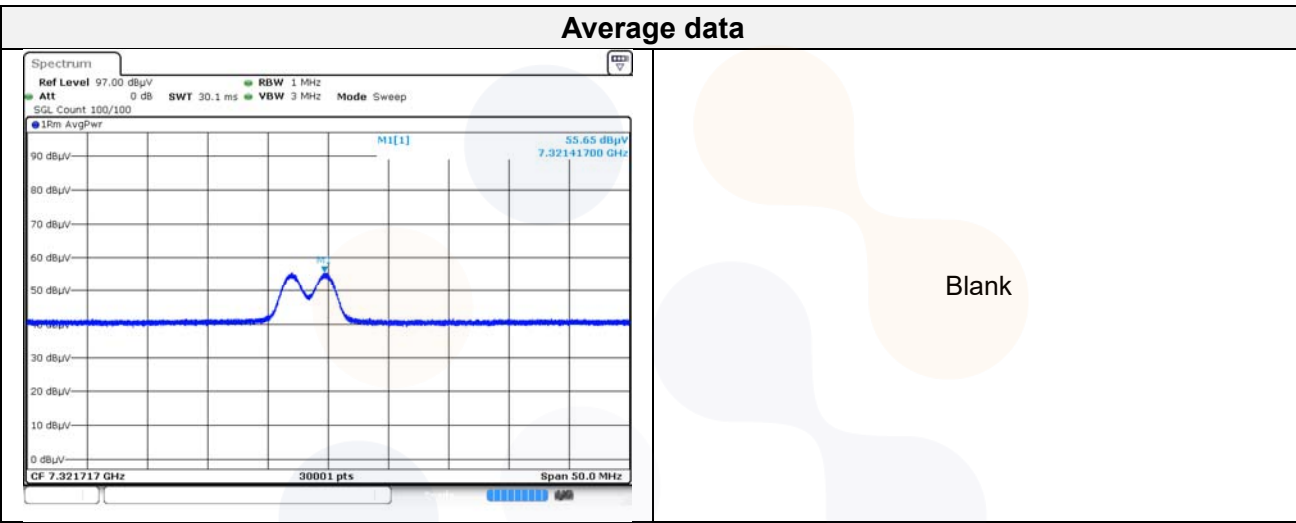 Average data
Spectrum
Ref Level 97.00 dBµV RBW 1 MHz
Att 0 dB SWT 30.1 ms VBW 3 MHz Mode Sweep
SGL Count 100/100
1Rm AvgPwr
M1[1] 55.65 dBµV
7.32141700 GHz
90 dBµV
80 dBµV
70 dBµV
60 dBµV
50 dBµV
30 dBµV
20 dBµV
10 dBµV
0 dBµV
CF 7.321717 GHz 30001 pts Span 50.0 MHz
Blank